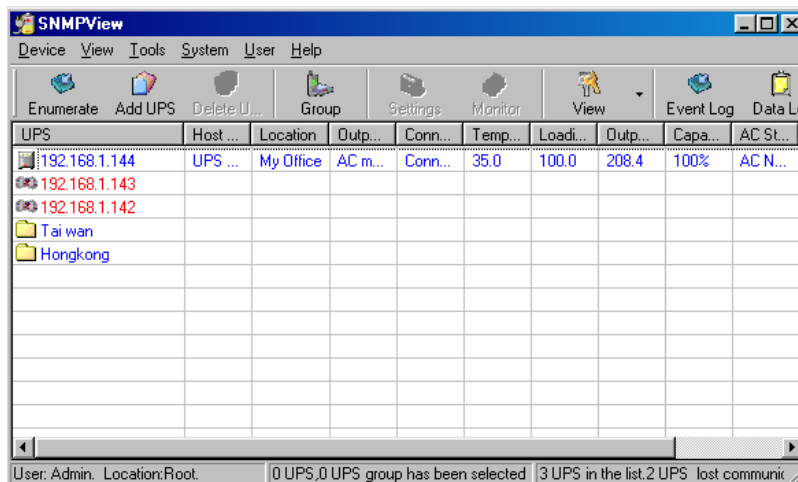 SNMPView
Device View Tools System User Help
Enumerate Add UPS Delete U... Group Settings Monitor View Event Log Data L
UPS Host ... Location Outp... Conn... Temp... Loadi... Outp... Capa... AC St
192.168.1.144 UPS ... My Office AC m... Conn... 35.0 100.0 208.4 100% AC N...
192.168.1.143
192.168.1.142
Tai wan
Hongkong
User: Admin. Location:Root. 0 UPS,0 UPS group has been selected 3 UPS in the list.2 UPS lost communic